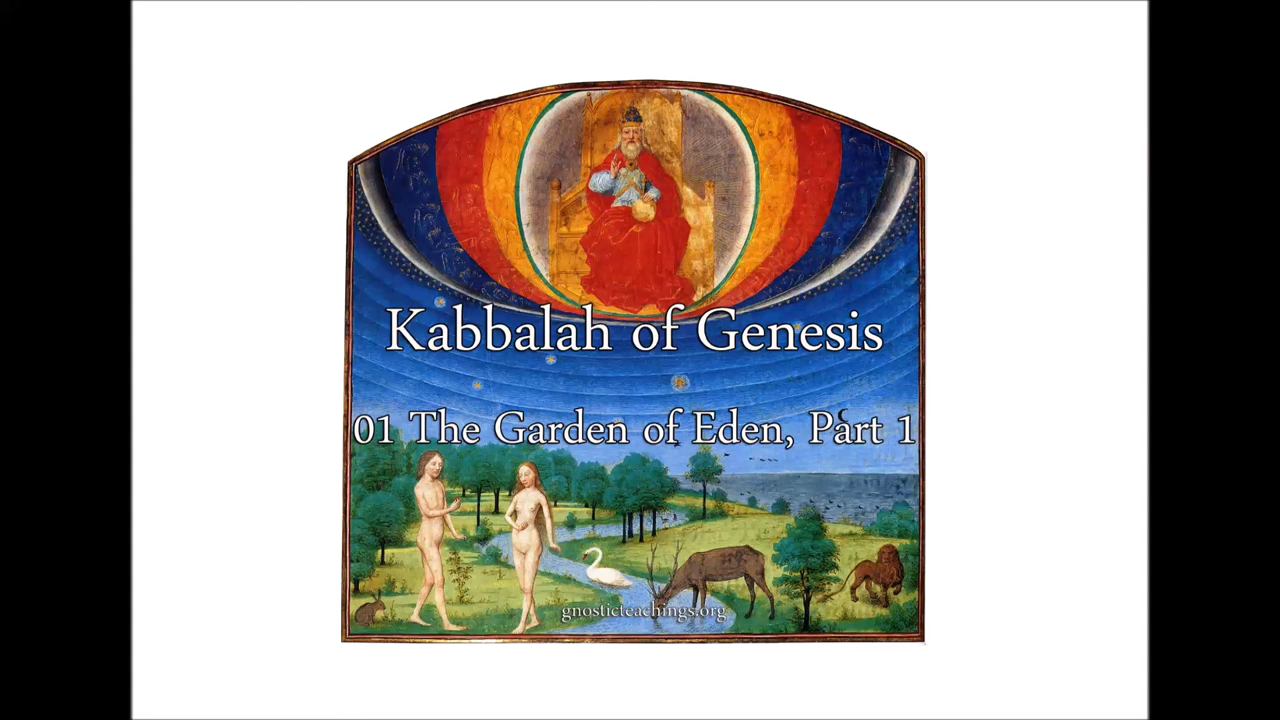 Kabbalah of Genesis
01 The Garden of Eden, Part 1
gnosticteachings.org